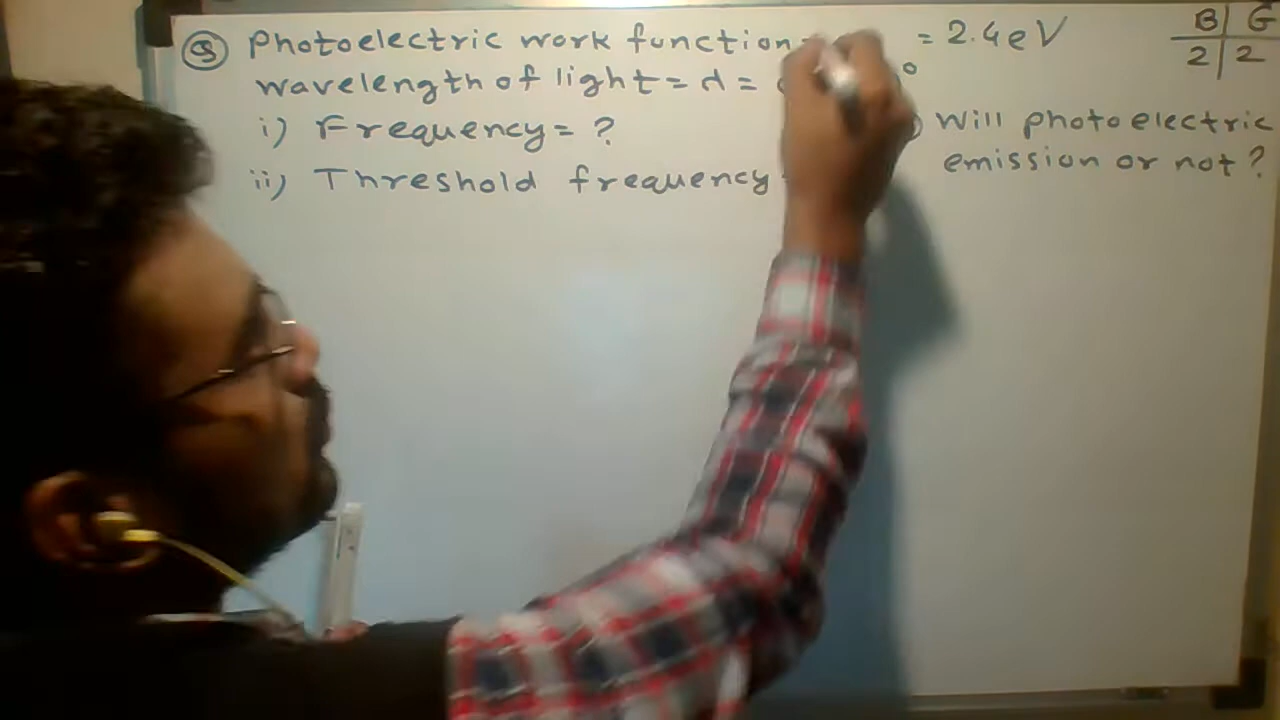 Q Photoelectric work function = = 2.4eV
wavelength of light = λ =
i) Frequency = ?
ii) Threshold frequency
) Will photoelectric
emission or not?
B G
2 2